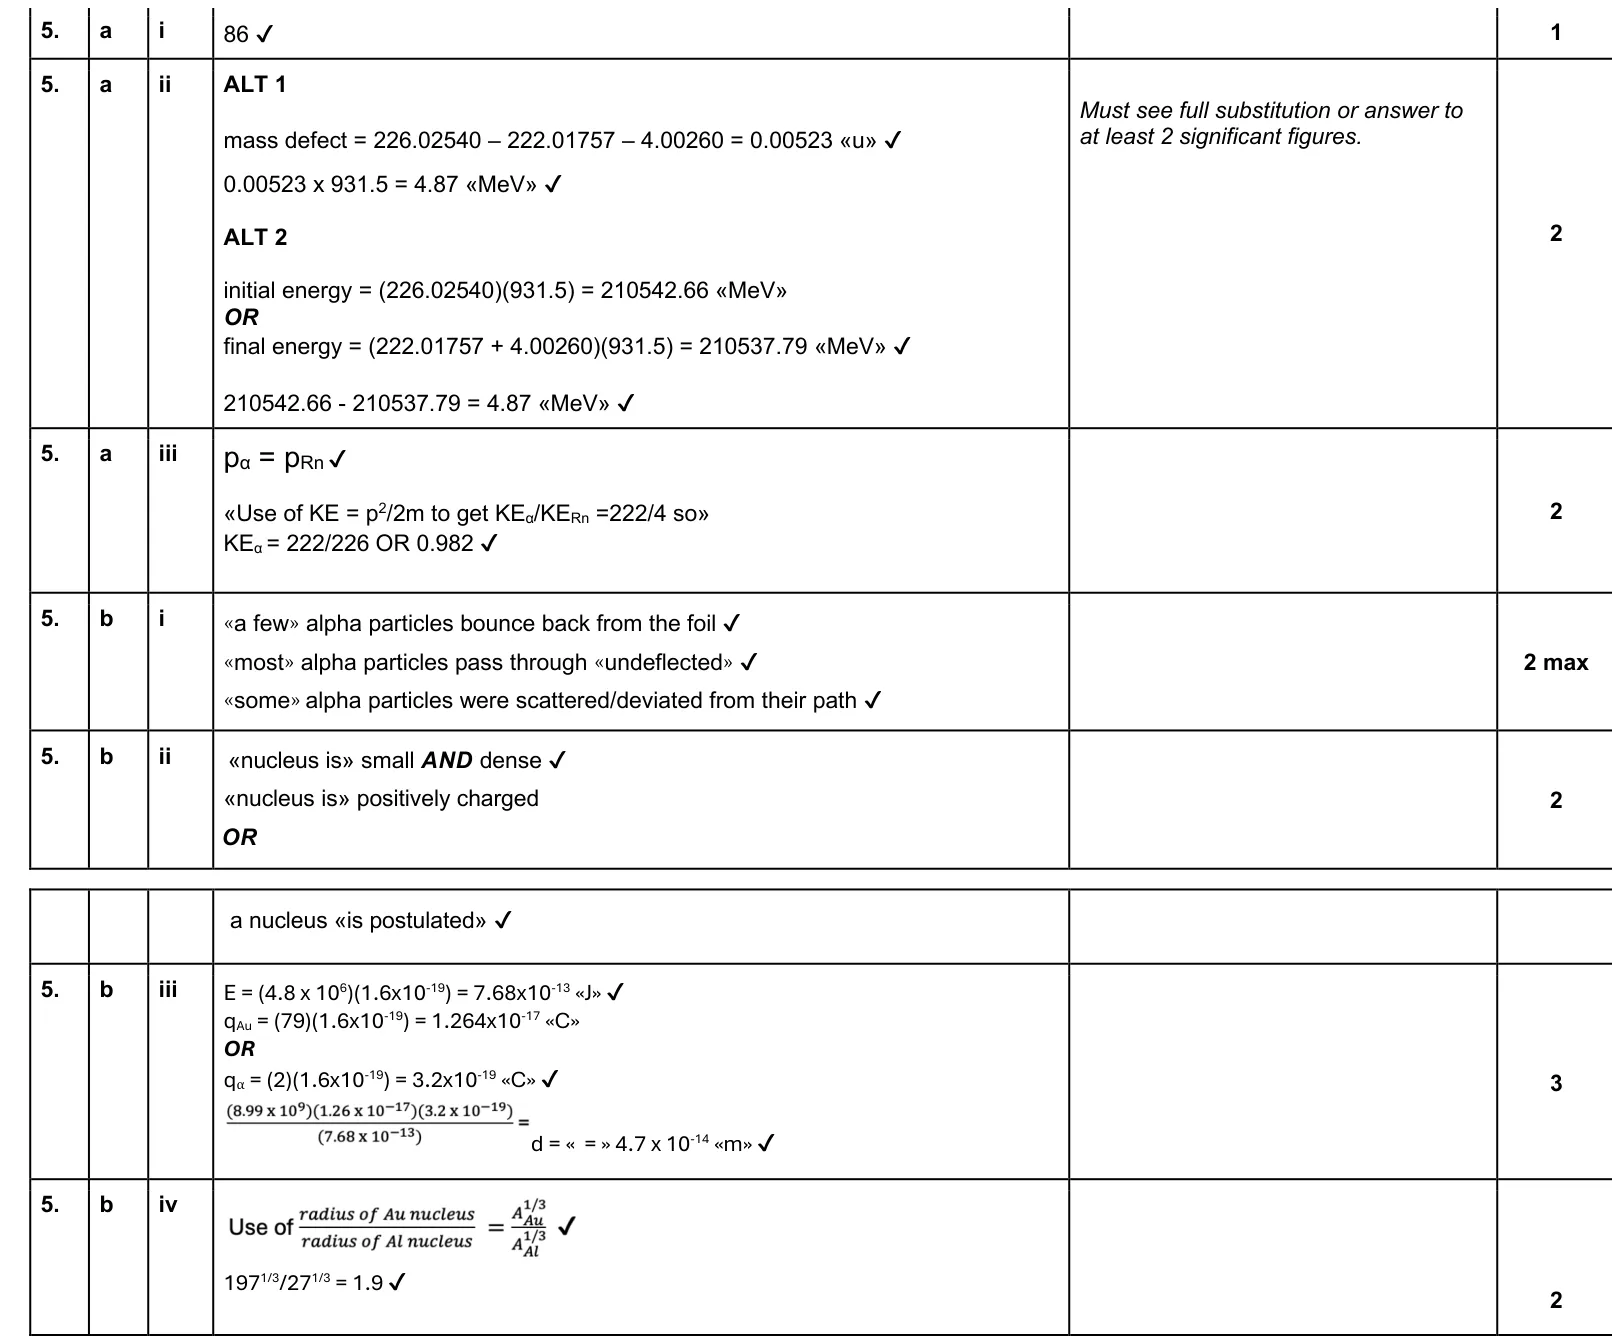 5. a i 86 ✓ 1
5. a ii ALT 1
Must see full substitution or answer to
at least 2 significant figures.
mass defect = 226.02540 – 222.01757 – 4.00260 = 0.00523 «u» ✓
0.00523 x 931.5 = 4.87 «MeV» ✓
2
ALT 2
initial energy = (226.02540)(931.5) = 210542.66 «MeV»
OR
final energy = (222.01757 + 4.00260)(931.5) = 210537.79 «MeV» ✓
210542.66 - 210537.79 = 4.87 «MeV» ✓
5. a iii pα = pRn ✓
«Use of KE = p²/2m to get KEα/KERn =222/4 so»
2
KEα = 222/226 OR 0.982 ✓
5. b i «a few» alpha particles bounce back from the foil ✓
«most» alpha particles pass through «undeflected» ✓
2 max
«some» alpha particles were scattered/deviated from their path ✓
5. b ii «nucleus is» small AND dense ✓
«nucleus is» positively charged
2
OR
a nucleus «is postulated» ✓
5. b iii E = (4.8 x 10⁶)(1.6x10⁻¹⁹) = 7.68x10⁻¹³ «J» ✓
qAu = (79)(1.6x10⁻¹⁹) = 1.264x10⁻¹⁷ «C»
OR
qα = (2)(1.6x10⁻¹⁹) = 3.2x10⁻¹⁹ «C» ✓
3
(8.99 x 10⁹)(1.26 x 10⁻¹⁷)(3.2 x 10⁻¹⁹)
(7.68 x 10⁻¹³)
=
d = « = » 4.7 x 10⁻¹⁴ «m» ✓
5. b iv Use of radius of Au nucleus / radius of Al nucleus = A_Au^1/3 / A_Al^1/3 ✓
197¹/³/27¹/³ = 1.9 ✓
2